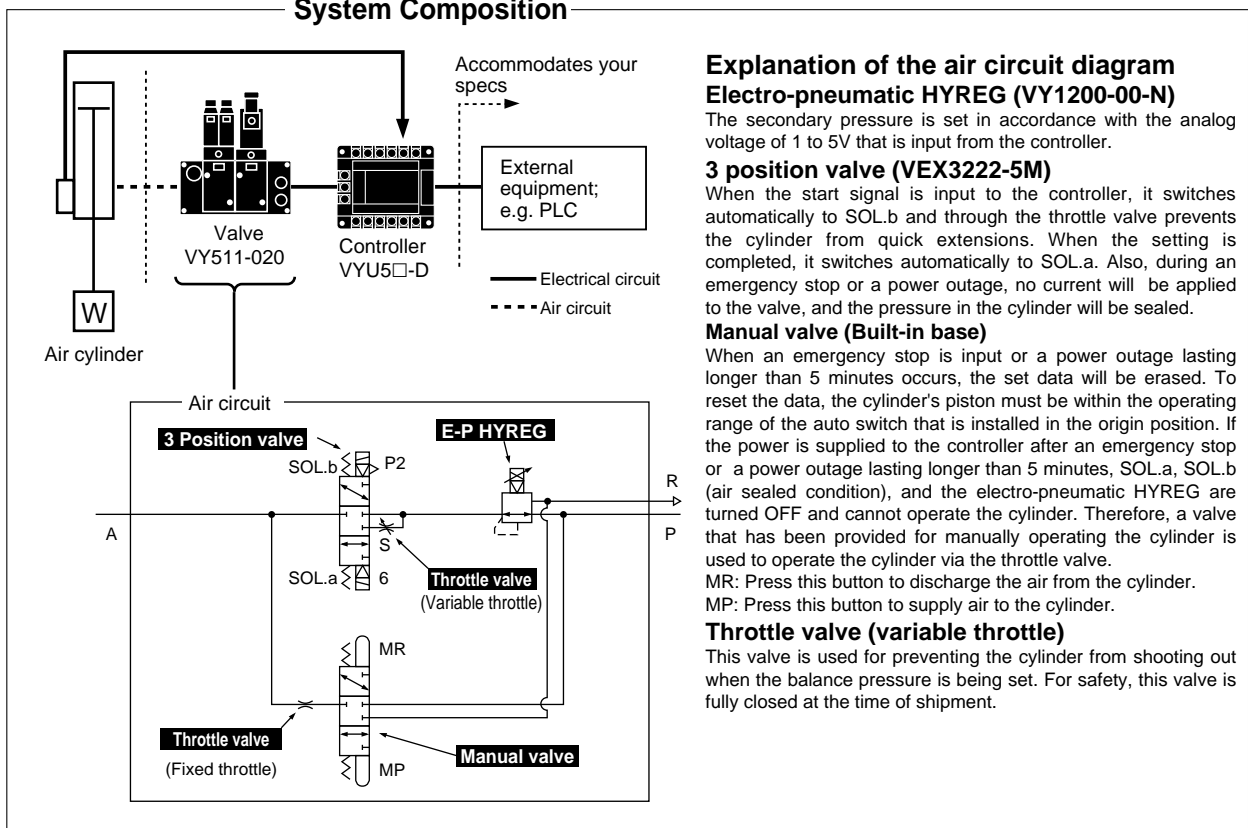 System Composition
Accommodates your
specs
External
equipment;
e.g. PLC
Valve
VY511-020
Controller
VYU5□-D
Electrical circuit
Air circuit
W
Air cylinder
Air circuit
3 Position valve
E-P HYREG
SOL.b
P2
R
A
P
S
SOL.a
6
Throttle valve
(Variable throttle)
MR
Throttle valve
(Fixed throttle)
Manual valve
MP
Explanation of the air circuit diagram
Electro-pneumatic HYREG (VY1200-00-N)
The secondary pressure is set in accordance with the analog
voltage of 1 to 5V that is input from the controller.
3 position valve (VEX3222-5M)
When the start signal is input to the controller, it switches
automatically to SOL.b and through the throttle valve prevents
the cylinder from quick extensions. When the setting is
completed, it switches automatically to SOL.a. Also, during an
emergency stop or a power outage, no current will be applied
to the valve, and the pressure in the cylinder will be sealed.
Manual valve (Built-in base)
When an emergency stop is input or a power outage lasting
longer than 5 minutes occurs, the set data will be erased. To
reset the data, the cylinder's piston must be within the operating
range of the auto switch that is installed in the origin position. If
the power is supplied to the controller after an emergency stop
or a power outage lasting longer than 5 minutes, SOL.a, SOL.b
(air sealed condition), and the electro-pneumatic HYREG are
turned OFF and cannot operate the cylinder. Therefore, a valve
that has been provided for manually operating the cylinder is
used to operate the cylinder via the throttle valve.
MR: Press this button to discharge the air from the cylinder.
MP: Press this button to supply air to the cylinder.
Throttle valve (variable throttle)
This valve is used for preventing the cylinder from shooting out
when the balance pressure is being set. For safety, this valve is
fully closed at the time of shipment.